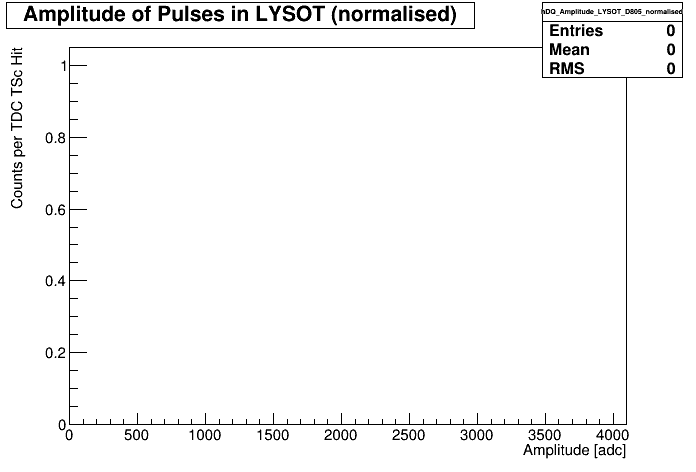 Amplitude of Pulses in LYSOT (normalised)
hDQ_Amplitude_LYSOT_D805_normalised
Entries 0
Mean 0
RMS 0
Counts per TDC TSc Hit
1
0.8
0.6
0.4
0.2
0
0 500 1000 1500 2000 2500 3000 3500 4000
Amplitude [adc]